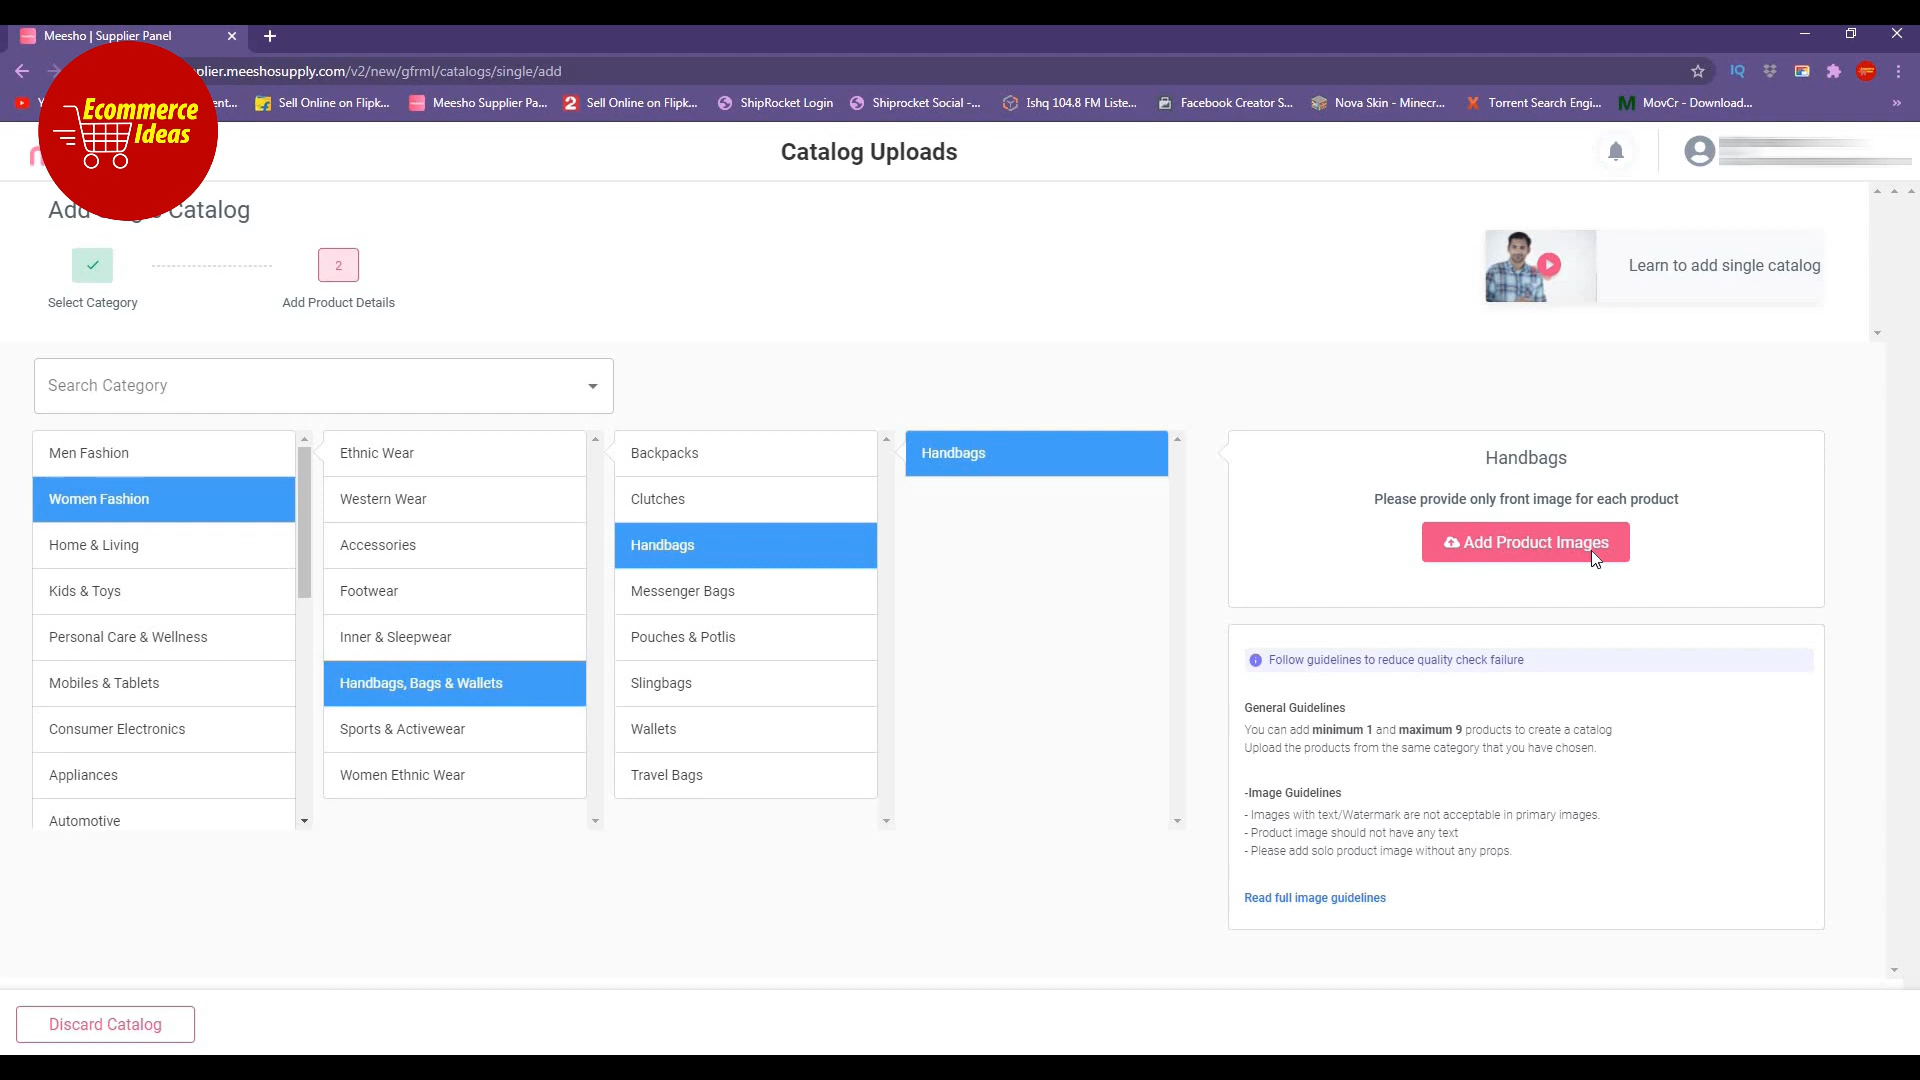 Meesho | Supplier Panel
plier.meeshosupply.com/v2/new/gfrml/catalogs/single/add
IQ
Sell Online on Flipk...
Meesho Supplier Pa...
Sell Online on Flipk...
ShipRocket Login
Shiprocket Social -...
Ishq 104.8 FM Liste...
Facebook Creator S...
Nova Skin - Minecr...
Torrent Search Engi...
MovCr - Download...
Ecommerce
Ideas
Catalog Uploads
Add Catalog
2
Select Category
Add Product Details
Learn to add single catalog
Search Category
Men Fashion
Women Fashion
Home & Living
Kids & Toys
Personal Care & Wellness
Mobiles & Tablets
Consumer Electronics
Appliances
Automotive
Ethnic Wear
Western Wear
Accessories
Footwear
Inner & Sleepwear
Handbags, Bags & Wallets
Sports & Activewear
Women Ethnic Wear
Backpacks
Clutches
Handbags
Messenger Bags
Pouches & Potlis
Slingbags
Wallets
Travel Bags
Handbags
Handbags
Please provide only front image for each product
Add Product Images
Follow guidelines to reduce quality check failure
General Guidelines
You can add minimum 1 and maximum 9 products to create a catalog
Upload the products from the same category that you have chosen.
-Image Guidelines
- Images with text/Watermark are not acceptable in primary images.
- Product image should not have any text
- Please add solo product image without any props.
Read full image guidelines
Discard Catalog